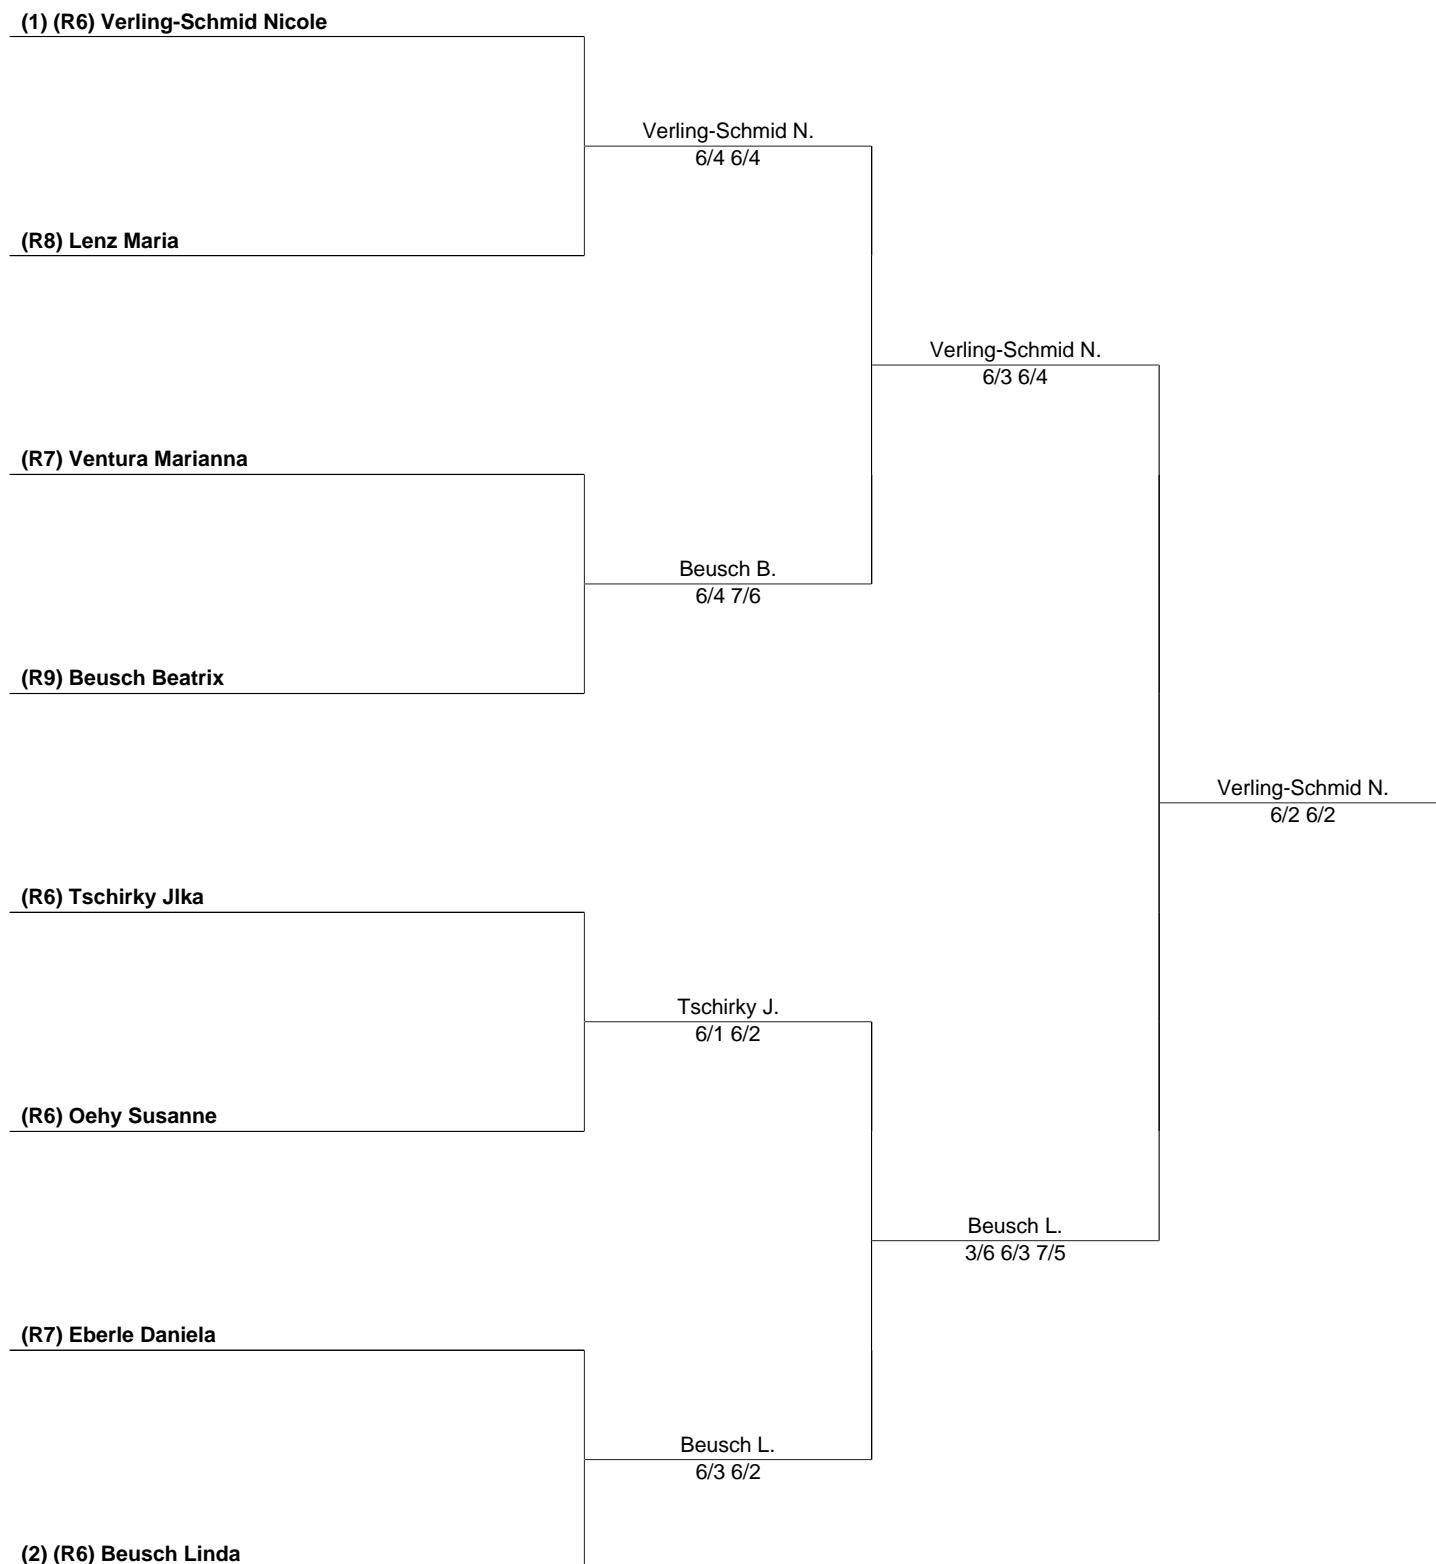 (1) (R6) Verling-Schmid Nicole
Verling-Schmid N.
6/4 6/4
(R8) Lenz Maria
Verling-Schmid N.
6/3 6/4
(R7) Ventura Marianna
Beusch B.
6/4 7/6
(R9) Beusch Beatrix
Verling-Schmid N.
6/2 6/2
(R6) Tschirky Jlka
Tschirky J.
6/1 6/2
(R6) Oehy Susanne
Beusch L.
3/6 6/3 7/5
(R7) Eberle Daniela
Beusch L.
6/3 6/2
(2) (R6) Beusch Linda